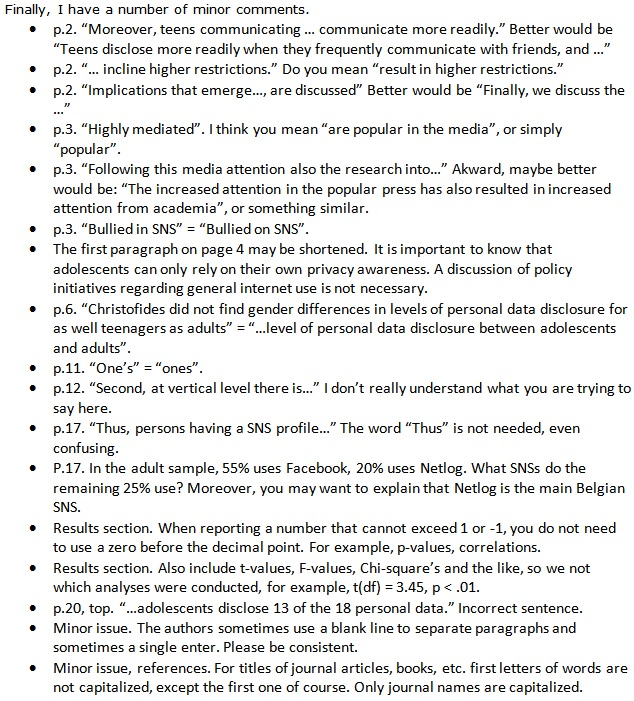 Finally, I have a number of minor comments.
• p.2. “Moreover, teens communicating ... communicate more readily.” Better would be
“Teens disclose more readily when they frequently communicate with friends, and ...”
• p.2. “... incline higher restrictions.” Do you mean “result in higher restrictions.”
• p.2. “Implications that emerge..., are discussed” Better would be “Finally, we discuss the
...”
• p.3. “Highly mediated”. I think you mean “are popular in the media”, or simply
“popular”.
• p.3. “Following this media attention also the research into...” Akward, maybe better
would be: “The increased attention in the popular press has also resulted in increased
attention from academia”, or something similar.
• p.3. “Bullied in SNS” = “Bullied on SNS”.
• The first paragraph on page 4 may be shortened. It is important to know that
adolescents can only rely on their own privacy awareness. A discussion of policy
initiatives regarding general internet use is not necessary.
• p.6. “Christofides did not find gender differences in levels of personal data disclosure for
as well teenagers as adults” = “...level of personal data disclosure between adolescents
and adults”.
• p.11. “One’s” = “ones”.
• p.12. “Second, at vertical level there is...” I don’t really understand what you are trying to
say here.
• p.17. “Thus, persons having a SNS profile...” The word “Thus” is not needed, even
confusing.
• P.17. In the adult sample, 55% uses Facebook, 20% uses Netlog. What SNSs do the
remaining 25% use? Moreover, you may want to explain that Netlog is the main Belgian
SNS.
• Results section. When reporting a number that cannot exceed 1 or -1, you do not need
to use a zero before the decimal point. For example, p-values, correlations.
• Results section. Also include t-values, F-values, Chi-square’s and the like, so we not
which analyses were conducted, for example, t(df) = 3.45, p < .01.
• p.20, top. “...adolescents disclose 13 of the 18 personal data.” Incorrect sentence.
• Minor issue. The authors sometimes use a blank line to separate paragraphs and
sometimes a single enter. Please be consistent.
• Minor issue, references. For titles of journal articles, books, etc. first letters of words are
not capitalized, except the first one of course. Only journal names are capitalized.